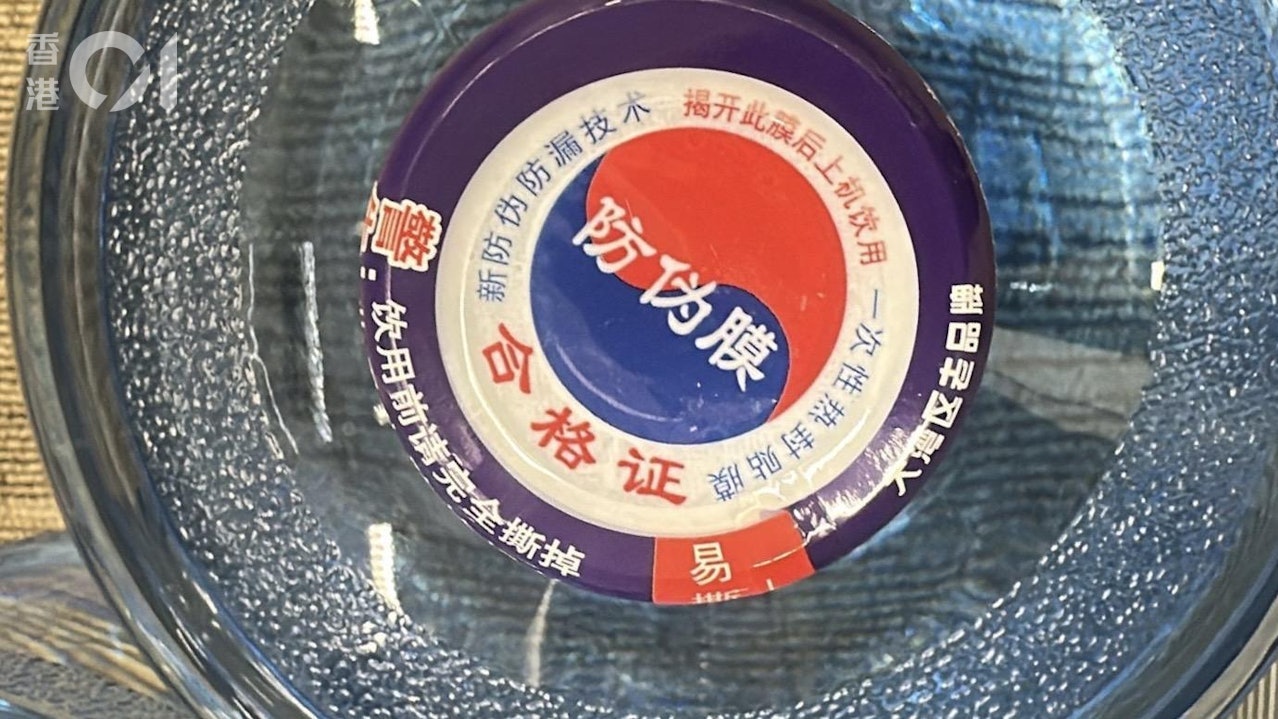 香港01
防伪膜
新防伪防漏技术
揭开此膜后上机饮用
一次性热封贴膜
合格证
警
：饮用前请完全撕掉
易